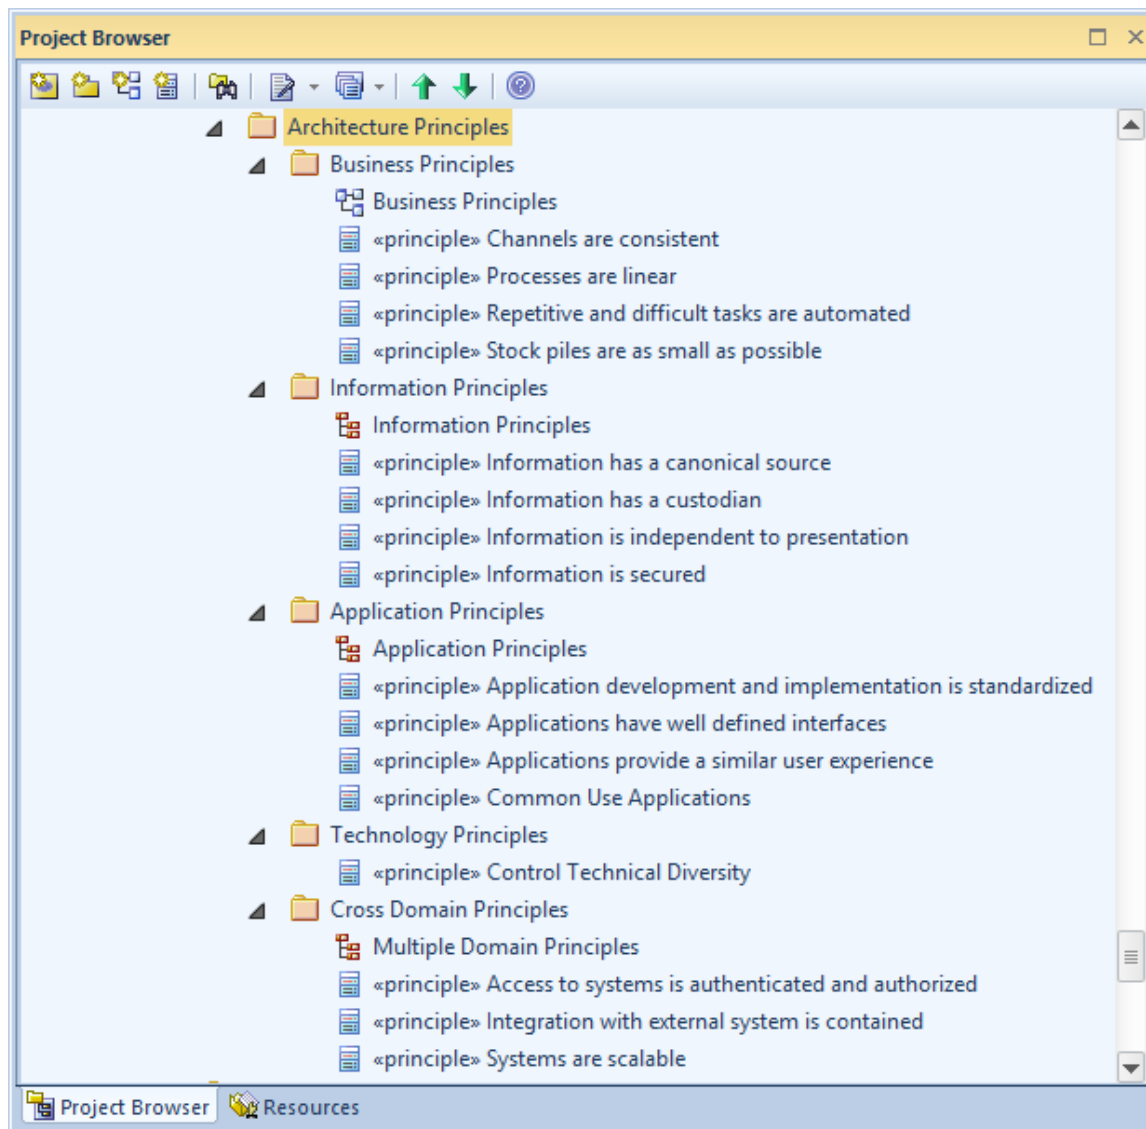 Project Browser
Architecture Principles
Business Principles
Business Principles
«principle» Channels are consistent
«principle» Processes are linear
«principle» Repetitive and difficult tasks are automated
«principle» Stock piles are as small as possible
Information Principles
Information Principles
«principle» Information has a canonical source
«principle» Information has a custodian
«principle» Information is independent to presentation
«principle» Information is secured
Application Principles
Application Principles
«principle» Application development and implementation is standardized
«principle» Applications have well defined interfaces
«principle» Applications provide a similar user experience
«principle» Common Use Applications
Technology Principles
«principle» Control Technical Diversity
Cross Domain Principles
Multiple Domain Principles
«principle» Access to systems is authenticated and authorized
«principle» Integration with external system is contained
«principle» Systems are scalable
Project Browser Resources